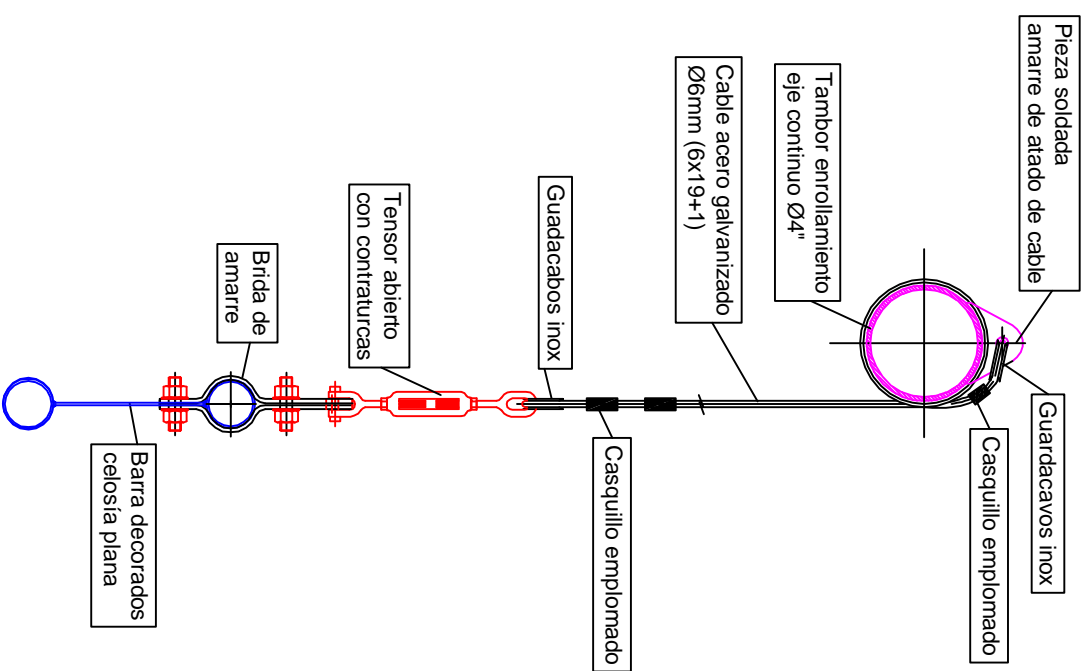 Pieza soldada
amarre de atado de cable
Tambor enrollamiento
eje continuo Ø4"
Cable acero galvanizado
Ø6mm (6x19+1)
Guadacabos inox
Tensor abierto
con contraturcas
Brida de
amarre
Guardacavos inox
Casquillo emplomado
Casquillo emplomado
Barra decorados
celosía plana